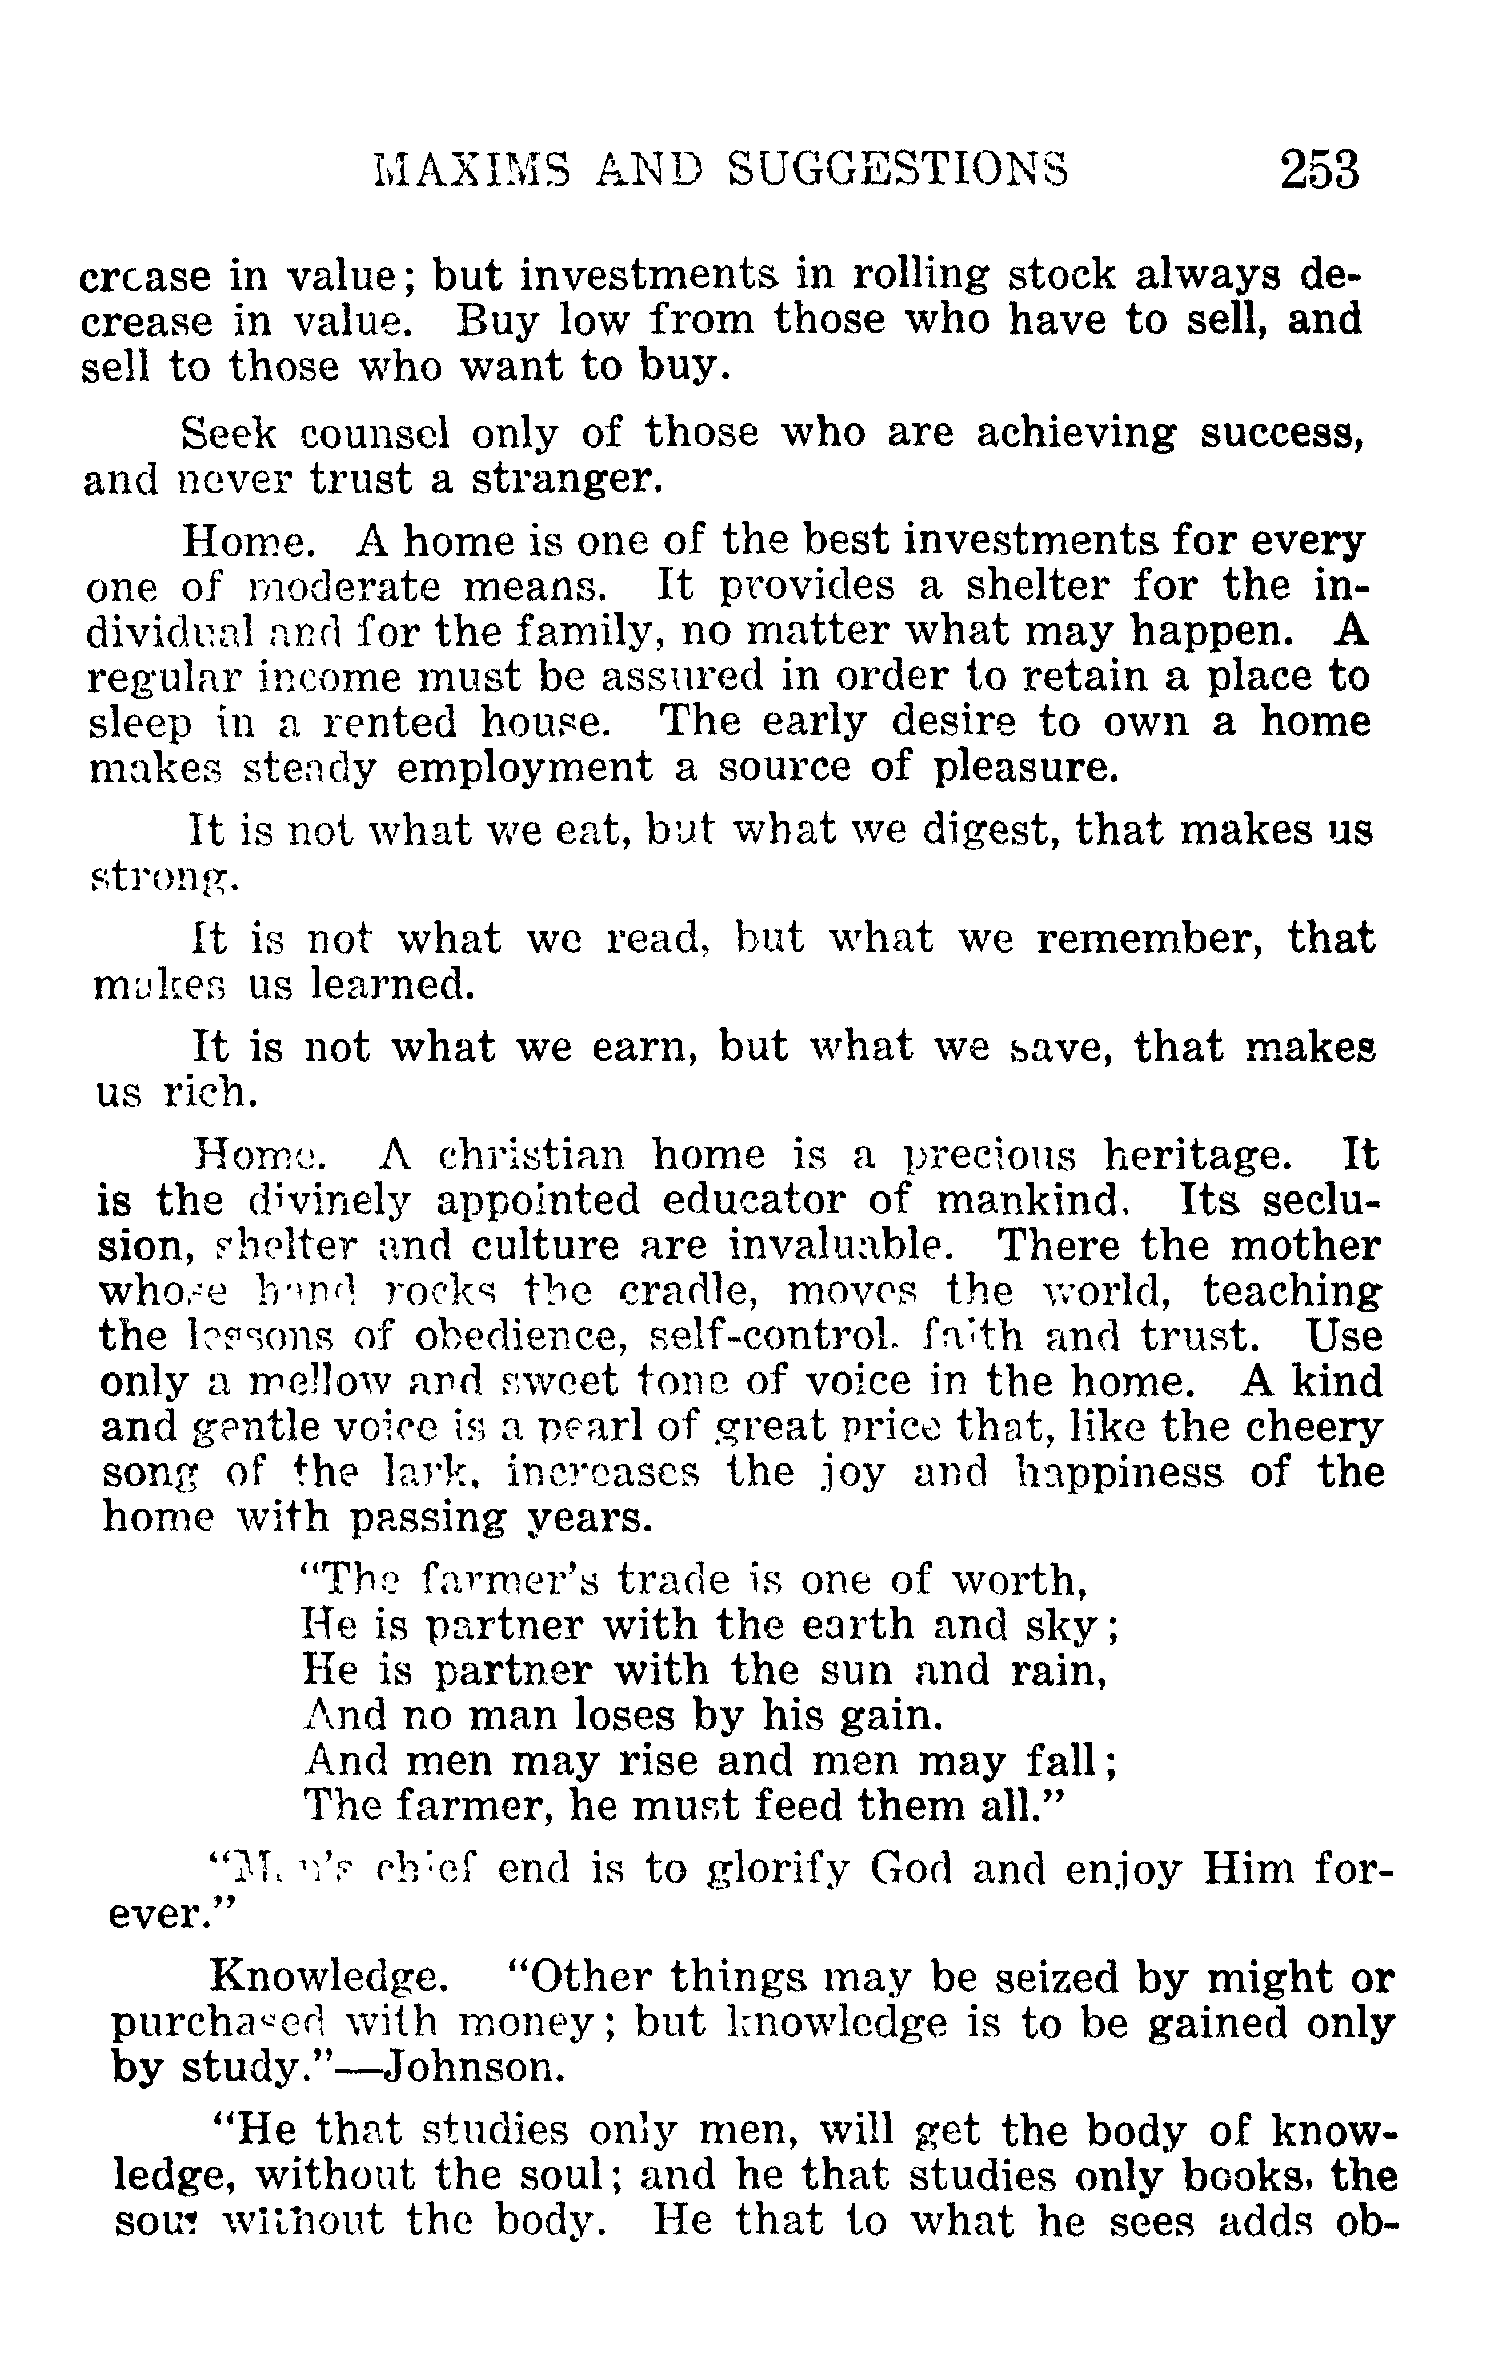 MAXIMS AND SUGGESTIONS 253
crease in value; but investments in rolling stock always de-
crease in value. Buy low from those who have to sell, and
sell to those who want to buy.
Seek counsel only of those who are achieving success,
and never trust a stranger.
Home. A home is one of the best investments for every
one of moderate means. It provides a shelter for the in-
dividual and for the family, no matter what may happen. A
regular income must be assured in order to retain a place to
sleep in a rented house. The early desire to own a home
makes steady employment a source of pleasure.
It is not what we eat, but what we digest, that makes us
strong.
It is not what we read, but what we remember, that
makes us learned.
It is not what we earn, but what we save, that makes
us rich.
Home. A christian home is a precious heritage. It
is the divinely appointed educator of mankind. Its seclu-
sion, shelter and culture are invaluable. There the mother
whose hand rocks the cradle, moves the world, teaching
the lessons of obedience, self-control. faith and trust. Use
only a mellow and sweet tone of voice in the home. A kind
and gentle voice is a pearl of great price that, like the cheery
song of the lark, increases the joy and happiness of the
home with passing years.
"The farmer's trade is one of worth,
He is partner with the earth and sky;
He is partner with the sun and rain,
And no man loses by his gain.
And men may rise and men may fall;
The farmer, he must feed them all."
"Man's chief end is to glorify God and enjoy Him for-
ever."
Knowledge. "Other things may be seized by might or
purchased with money; but knowledge is to be gained only
by study."—Johnson.
"He that studies only men, will get the body of know-
ledge, without the soul; and he that studies only books, the
soul without the body. He that to what he sees adds ob-